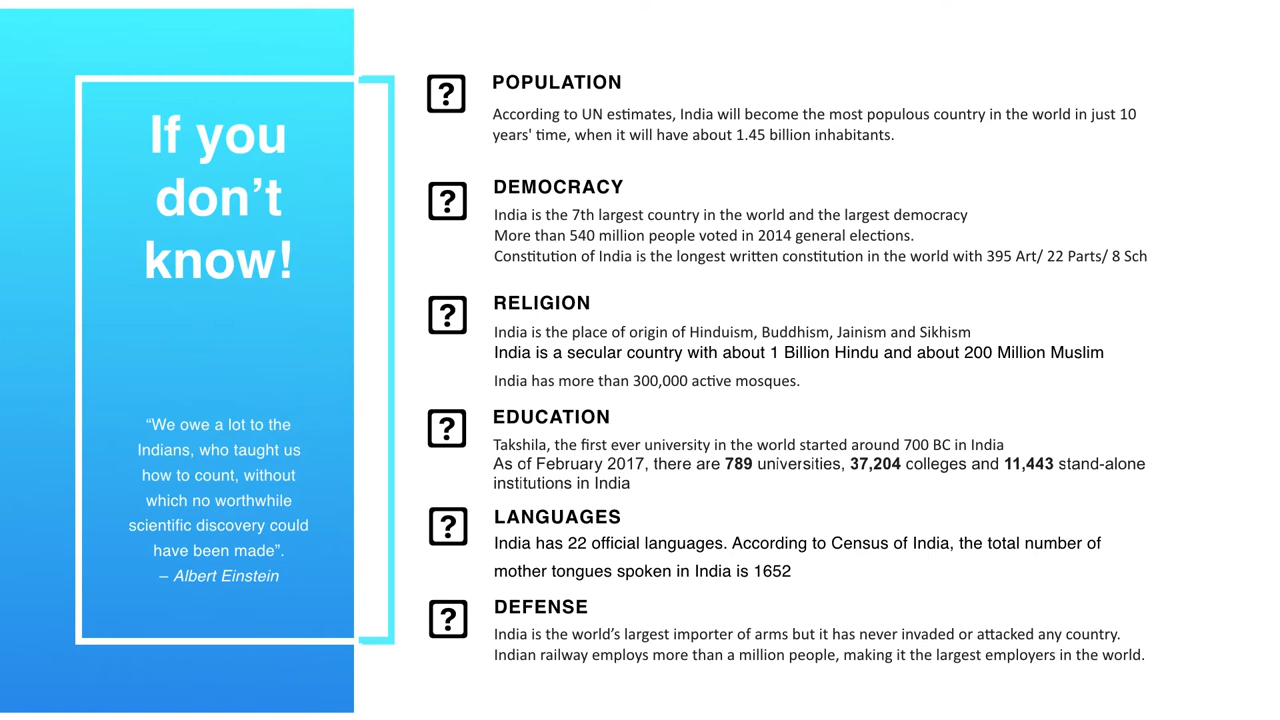 If you
don’t
know!
“We owe a lot to the
Indians, who taught us
how to count, without
which no worthwhile
scientific discovery could
have been made”.
– Albert Einstein
POPULATION
According to UN estimates, India will become the most populous country in the world in just 10
years' time, when it will have about 1.45 billion inhabitants.
DEMOCRACY
India is the 7th largest country in the world and the largest democracy
More than 540 million people voted in 2014 general elections.
Constitution of India is the longest written constitution in the world with 395 Art/ 22 Parts/ 8 Sch
RELIGION
India is the place of origin of Hinduism, Buddhism, Jainism and Sikhism
India is a secular country with about 1 Billion Hindu and about 200 Million Muslim
India has more than 300,000 active mosques.
EDUCATION
Takshila, the first ever university in the world started around 700 BC in India
As of February 2017, there are 789 universities, 37,204 colleges and 11,443 stand-alone
institutions in India
LANGUAGES
India has 22 official languages. According to Census of India, the total number of
mother tongues spoken in India is 1652
DEFENSE
India is the world’s largest importer of arms but it has never invaded or attacked any country.
Indian railway employs more than a million people, making it the largest employers in the world.